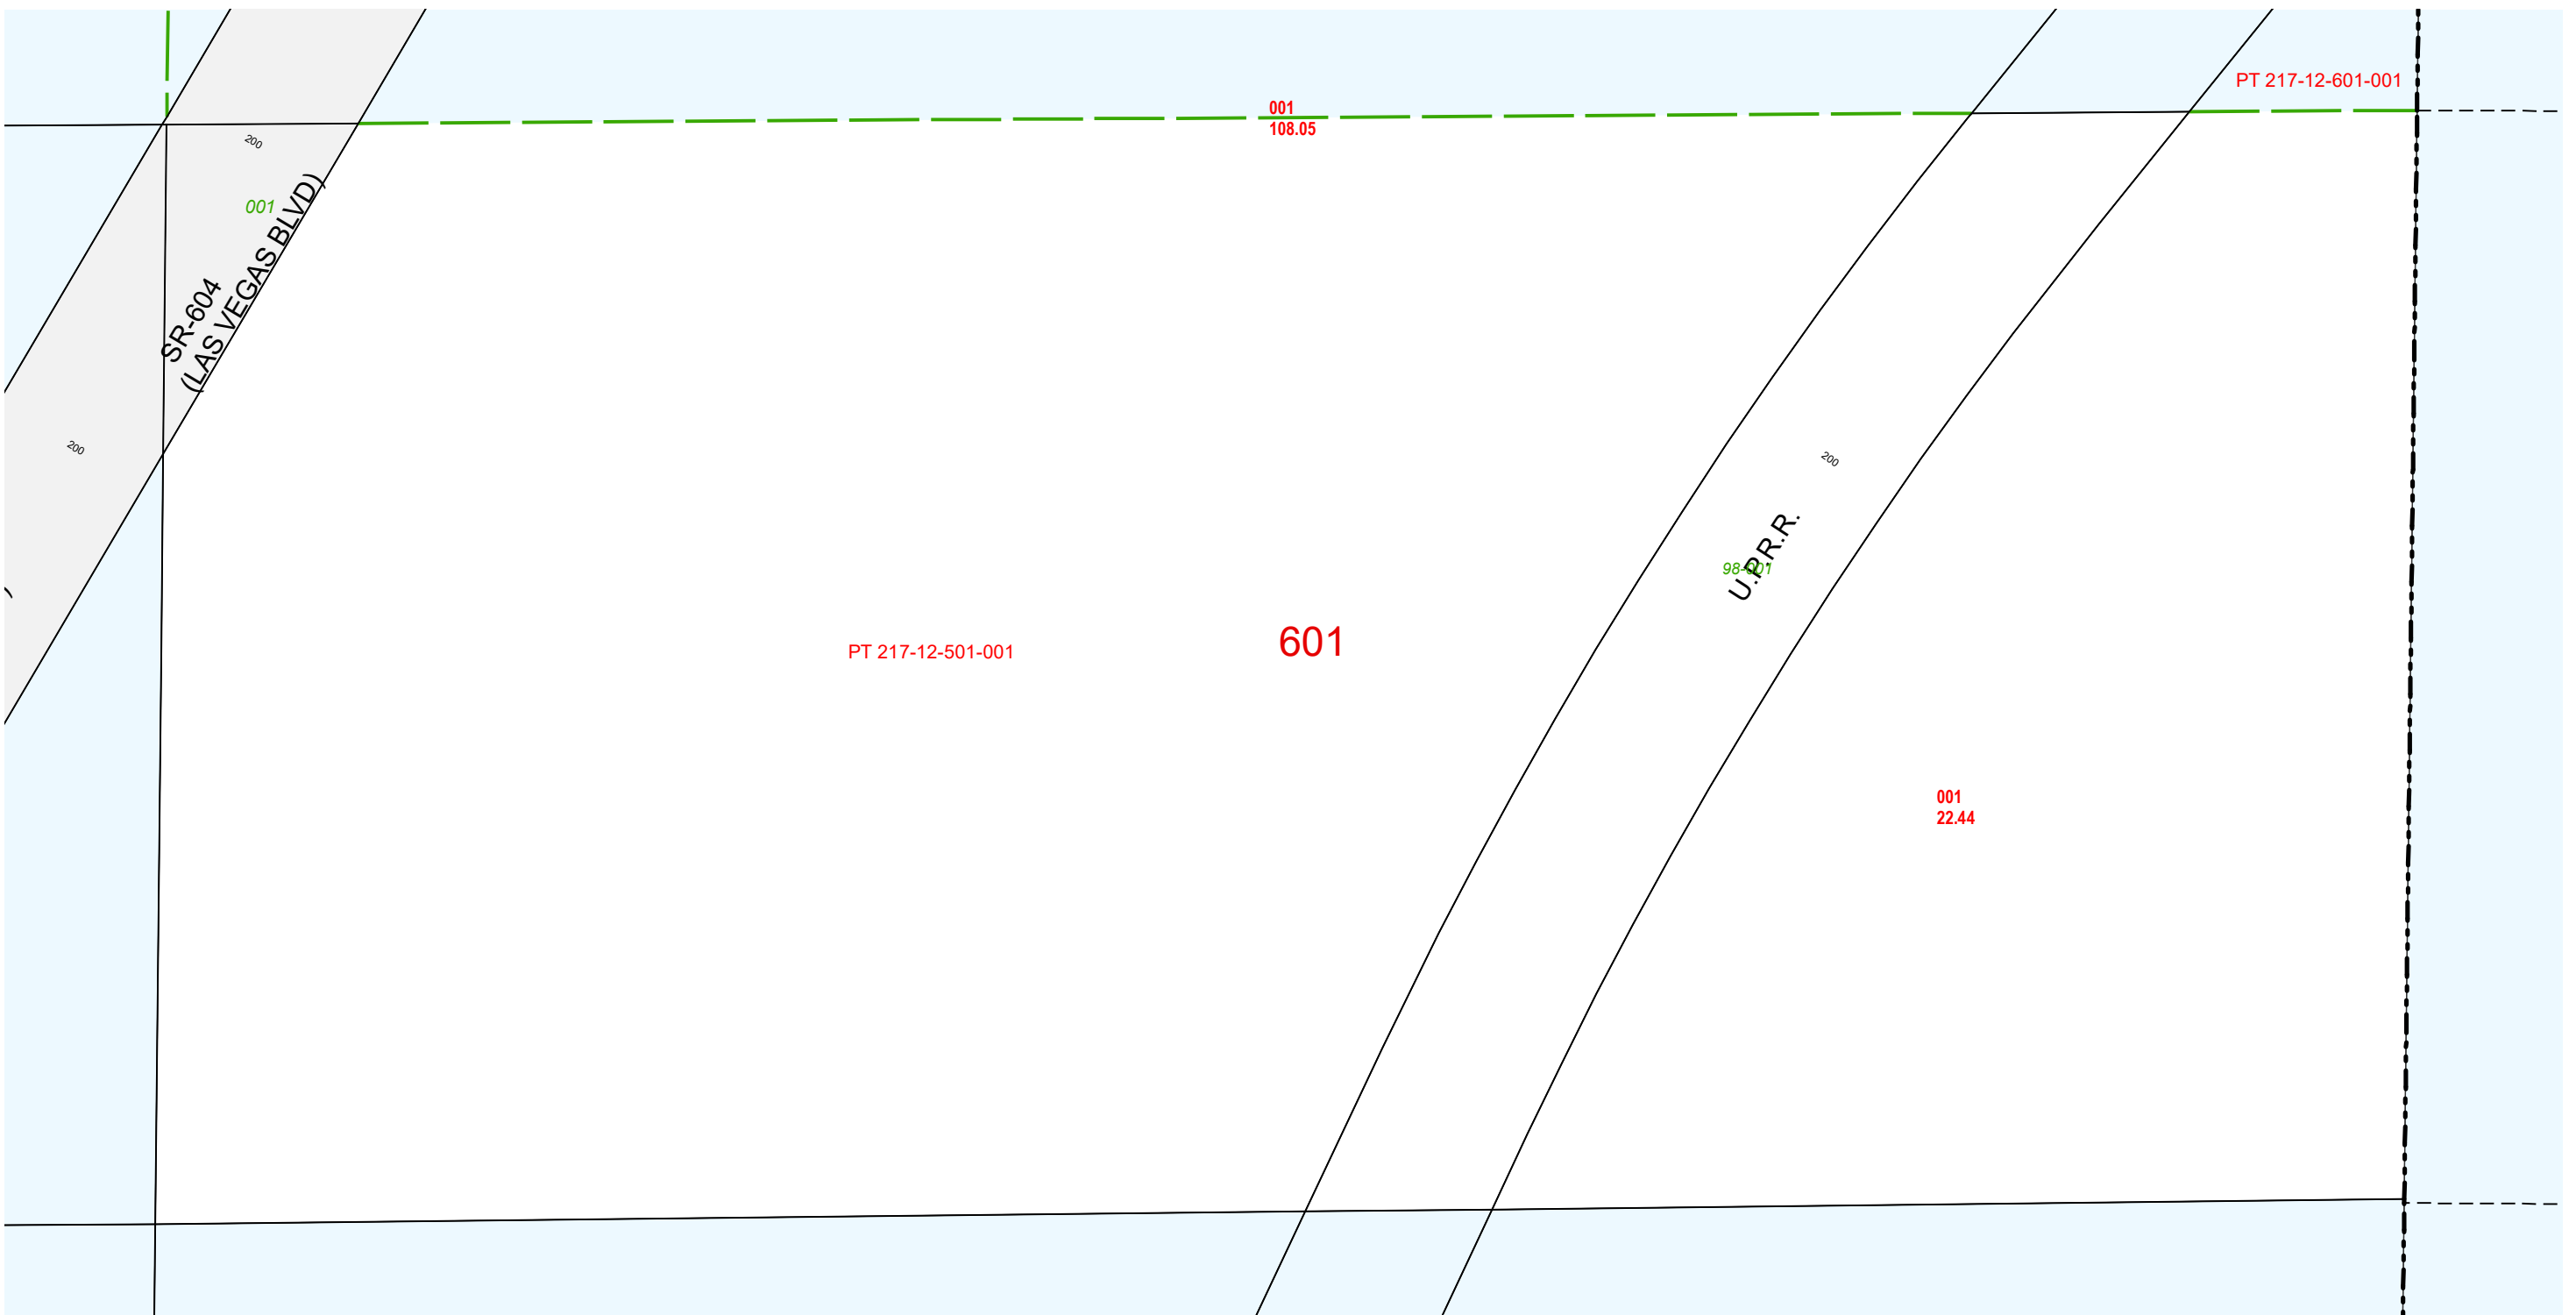 PT 217-12-601-001
001
108.05
200
001
SR-604
(LAS VEGAS BLVD)
200
)
200
U.P.R.R.
98-001
601
PT 217-12-501-001
001
22.44